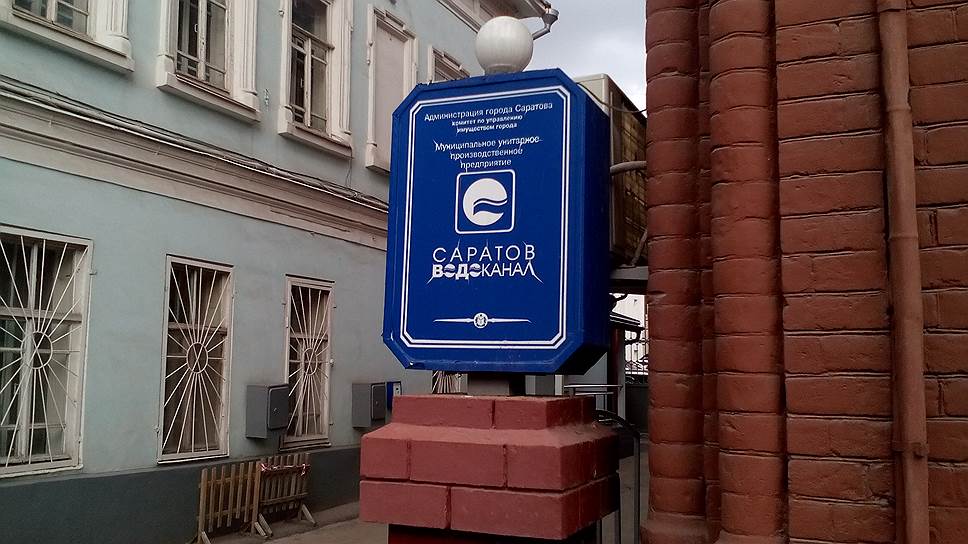 Администрация города Саратова
комитет по управлению
имуществом города
Муниципальное унитарное
производственное
предприятие
САРАТОВ
ВОДОКАНАЛ